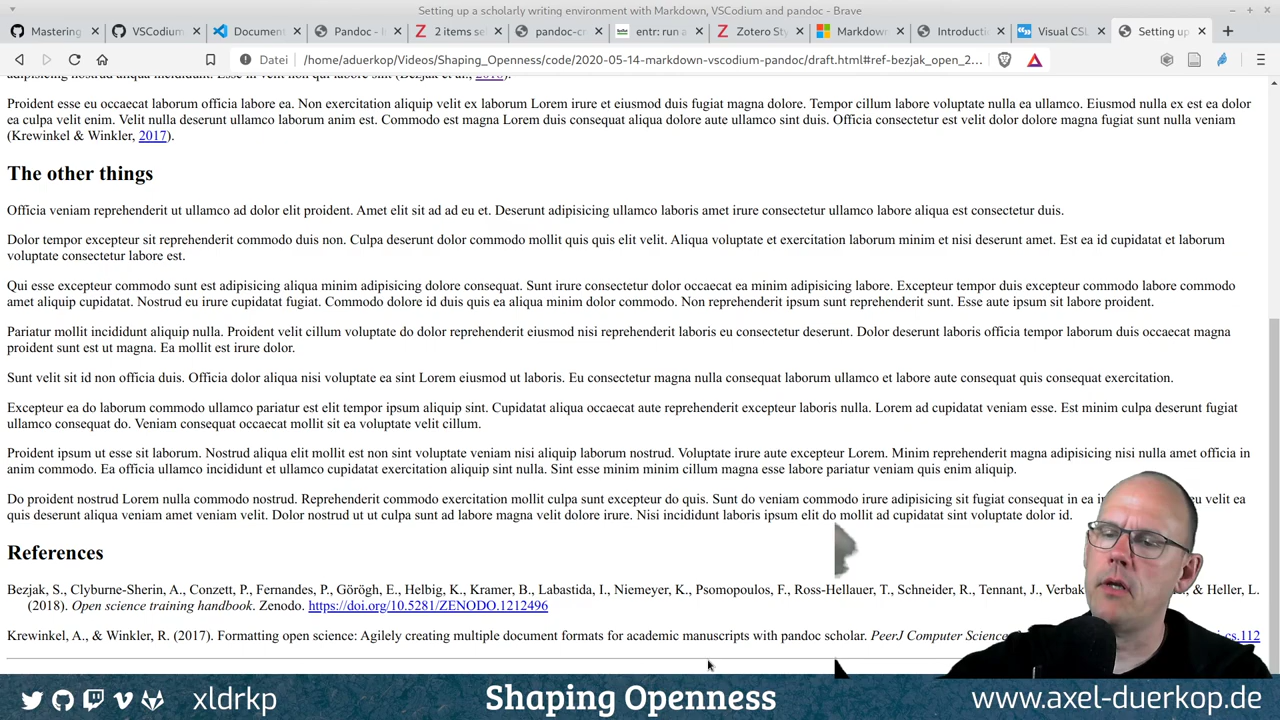 Setting up a scholarly writing environment with Markdown, VSCodium and pandoc - Brave
Mastering
VSCodium
Document
Pandoc -
2 items se
pandoc-cr
entr: run a
Zotero Sty
Markdow
Introducti
Visual CSL
Setting up
Datei
/home/aduerkop/Videos/Shaping_Openness/code/2020-05-14-markdown-vscodium-pandoc/draft.html#ref-bezjak_open_2...
Proident esse eu occaecat laborum officia labore ea. Non exercitation aliquip velit ex laborum Lorem irure et eiusmod duis fugiat magna dolore. Tempor cillum labore voluptate nulla ea ullamco. Eiusmod nulla ex est ea dolor
ea culpa velit enim. Velit nulla deserunt ullamco laborum anim est. Commodo est magna Lorem duis consequat aliqua dolore aute ullamco sint duis. Officia consectetur est velit dolor dolore magna fugiat sunt nulla veniam
(Krewinkel & Winkler, 2017).
The other things
Officia veniam reprehenderit ut ullamco ad dolor elit proident. Amet elit sit ad ad eu et. Deserunt adipisicing ullamco laboris amet irure consectetur ullamco labore aliqua est consectetur duis.
Dolor tempor excepteur sit reprehenderit commodo duis non. Culpa deserunt dolor commodo mollit quis quis elit velit. Aliqua voluptate et exercitation laborum minim et nisi deserunt amet. Est ea id cupidatat et laborum
voluptate consectetur labore est.
Qui esse excepteur commodo sunt est adipisicing aliqua minim adipisicing dolore consequat. Sunt irure consectetur dolor occaecat ea minim adipisicing labore. Excepteur tempor duis excepteur commodo labore commodo
amet aliquip cupidatat. Nostrud eu irure cupidatat fugiat. Commodo dolore id duis quis ea aliqua minim dolor commodo. Non reprehenderit ipsum sunt reprehenderit sunt. Esse aute ipsum sit labore proident.
Pariatur mollit incididunt aliquip nulla. Proident velit cillum voluptate do dolor reprehenderit eiusmod nisi reprehenderit laboris eu consectetur deserunt. Dolor deserunt laboris officia tempor laborum duis occaecat magna
proident sunt est ut magna. Ea mollit est irure dolor.
Sunt velit sit id non officia duis. Officia dolor aliqua nisi voluptate ea sint Lorem eiusmod ut laboris. Eu consectetur magna nulla consequat laborum ullamco et labore aute consequat quis consequat exercitation.
Excepteur ea do laborum commodo ullamco pariatur est elit tempor ipsum aliquip sint. Cupidatat aliqua occaecat aute reprehenderit excepteur laboris nulla. Lorem ad cupidatat veniam esse. Est minim culpa deserunt fugiat
ullamco consequat do. Veniam consequat occaecat mollit sit ea voluptate velit cillum.
Proident ipsum ut esse sit laborum. Nostrud aliqua elit mollit est non sint voluptate veniam nisi aliquip laborum nostrud. Voluptate irure aute excepteur Lorem. Minim reprehenderit magna adipisicing nisi nulla amet officia in
anim commodo. Ea officia ullamco incididunt et ullamco cupidatat exercitation aliquip sint nulla. Sint esse minim minim cillum magna esse labore pariatur veniam quis enim aliquip.
Do proident nostrud Lorem nulla commodo nostrud. Reprehenderit commodo exercitation mollit culpa sunt excepteur do quis. Sunt do veniam commodo irure adipisicing sit fugiat consequat in ea eu velit ea
quis deserunt aliqua veniam amet veniam velit. Dolor nostrud ut ut culpa sunt ad labore magna velit dolore irure. Nisi incididunt laboris ipsum elit do mollit ad cupidatat sint voluptate dolor id.
References
Bezjak, S., Clyburne-Sherin, A., Conzett, P., Fernandes, P., Görögh, E., Helbig, K., Kramer, B., Labastida, I., Niemeyer, K., Psomopoulos, F., Ross-Hellauer, T., Schneider, R., Tennant, J., Verbak & Heller, L.
(2018). Open science training handbook. Zenodo. https://doi.org/10.5281/ZENODO.1212496
Krewinkel, A., & Winkler, R. (2017). Formatting open science: Agilely creating multiple document formats for academic manuscripts with pandoc scholar. PeerJ Computer Science cs.112
xldrkp
Shaping Openness
www.axel-duerkop.de